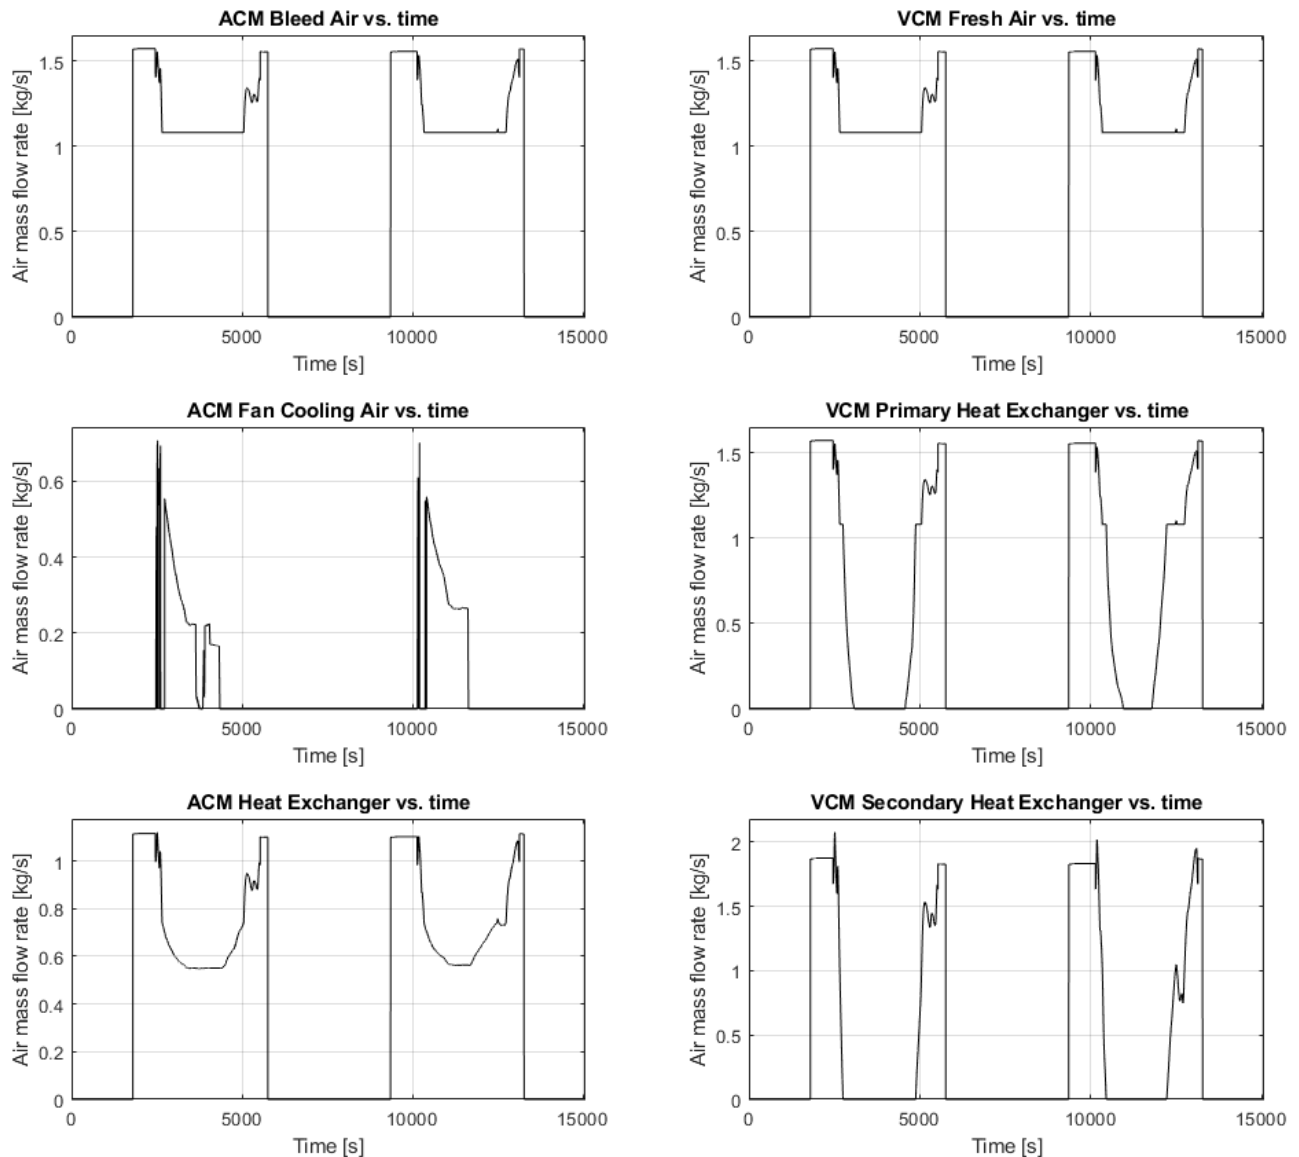 ACM Bleed Air vs. time
Air mass flow rate [kg/s]
1.5
1
0.5
0
0
5000
10000
15000
Time [s]
VCM Fresh Air vs. time
Air mass flow rate [kg/s]
1.5
1
0.5
0
0
5000
10000
15000
Time [s]
ACM Fan Cooling Air vs. time
Air mass flow rate [kg/s]
0.6
0.4
0.2
0
0
5000
10000
15000
Time [s]
VCM Primary Heat Exchanger vs. time
Air mass flow rate [kg/s]
1.5
1
0.5
0
0
5000
10000
15000
Time [s]
ACM Heat Exchanger vs. time
Air mass flow rate [kg/s]
1
0.8
0.6
0.4
0.2
0
0
5000
10000
15000
Time [s]
VCM Secondary Heat Exchanger vs. time
Air mass flow rate [kg/s]
2
1.5
1
0.5
0
0
5000
10000
15000
Time [s]